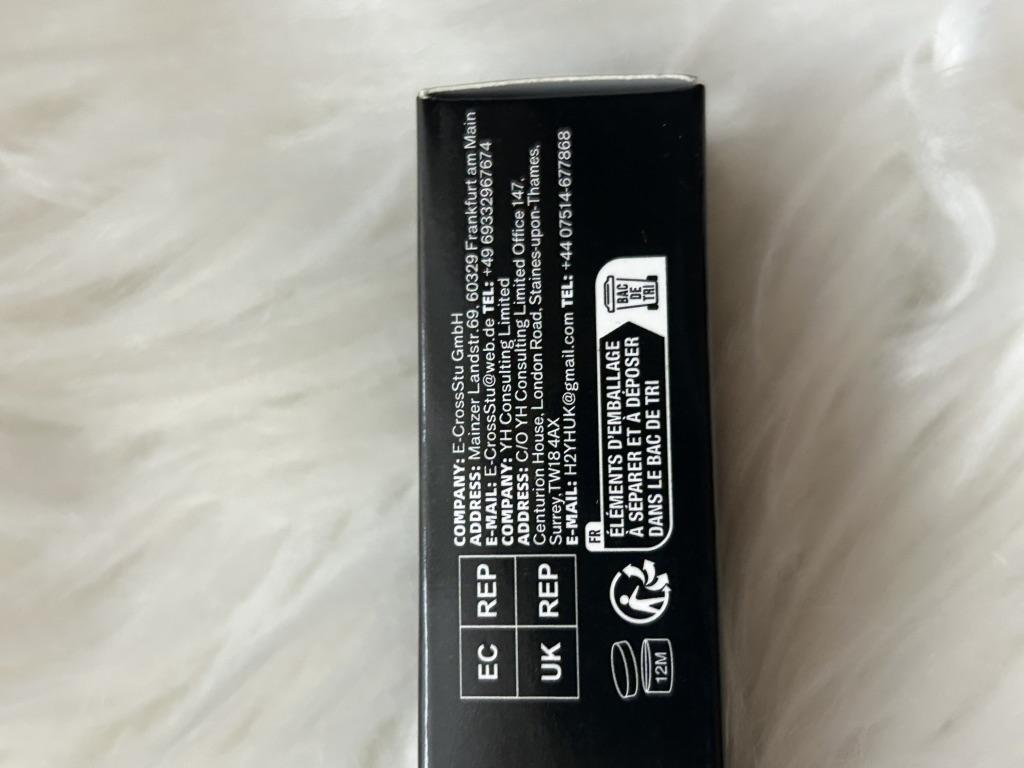 EC REP
COMPANY: E-CrossStu GmbH
ADDRESS: Mainzer Landstr.69, 60329 Frankfurt am Main
E-MAIL: E-CrossStu@web.de TEL: +49 69332967674
UK REP
COMPANY: YH Consulting Limited
ADDRESS: C/O YH Consulting Limited Office 147,
Centurion House, London Road, Staines-upon-Thames,
Surrey, TW18 4AX
E-MAIL: H2YHUK@gmail.com TEL: +44 07514-677868
12M
FR
ÉLÉMENTS D'EMBALLAGE
À SÉPARER ET À DÉPOSER
DANS LE BAC DE TRI
BAC
DE
TRI